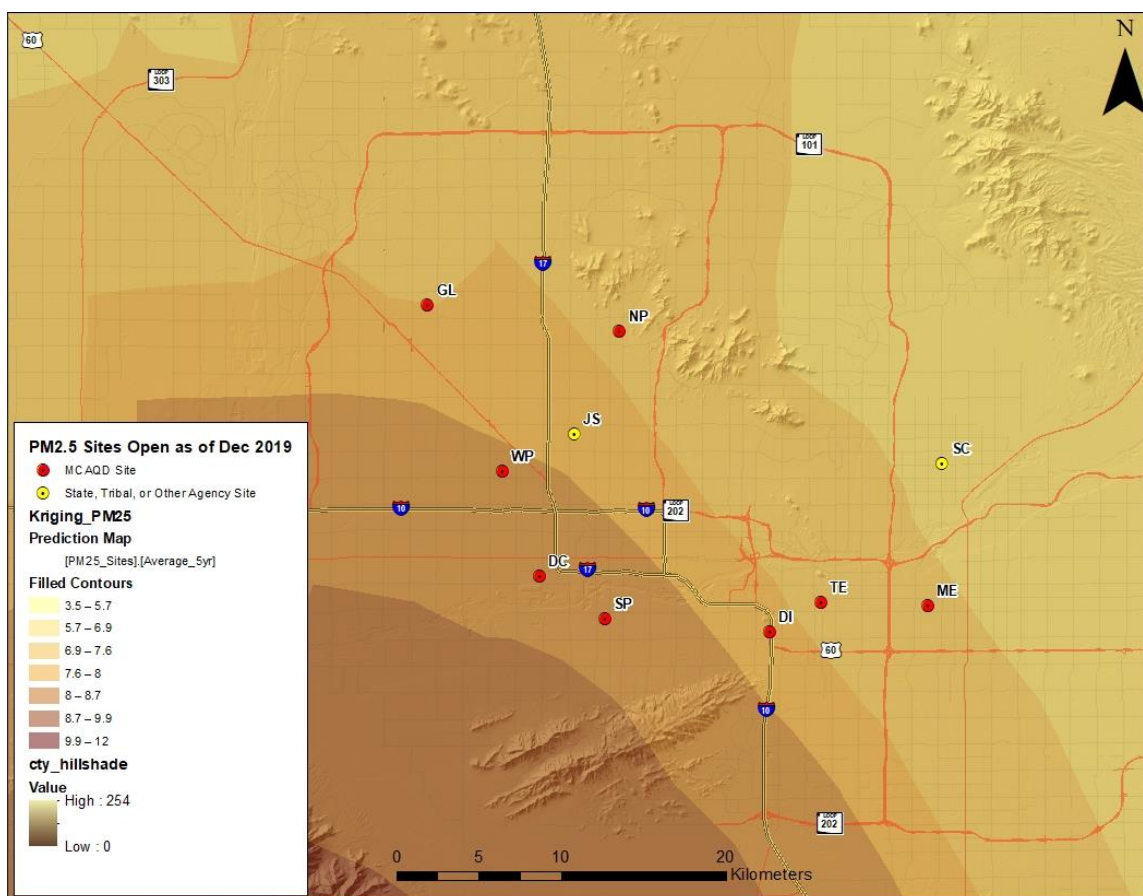 N
60
LOOP
303
LOOP
101
17
GL
NP
JS
SC
WP
10
10
LOOP
202
DC
17
SP
TE
ME
DI
60
10
LOOP
202
PM2.5 Sites Open as of Dec 2019
MCAQD Site
State, Tribal, or Other Agency Site
Kriging_PM25
Prediction Map
[PM25_Sites].[Average_5yr]
Filled Contours
3.5 – 5.7
5.7 – 6.9
6.9 – 7.6
7.6 – 8
8 – 8.7
8.7 – 9.9
9.9 – 12
cty_hillshade
Value
High : 254
Low : 0
0 5 10 20
Kilometers